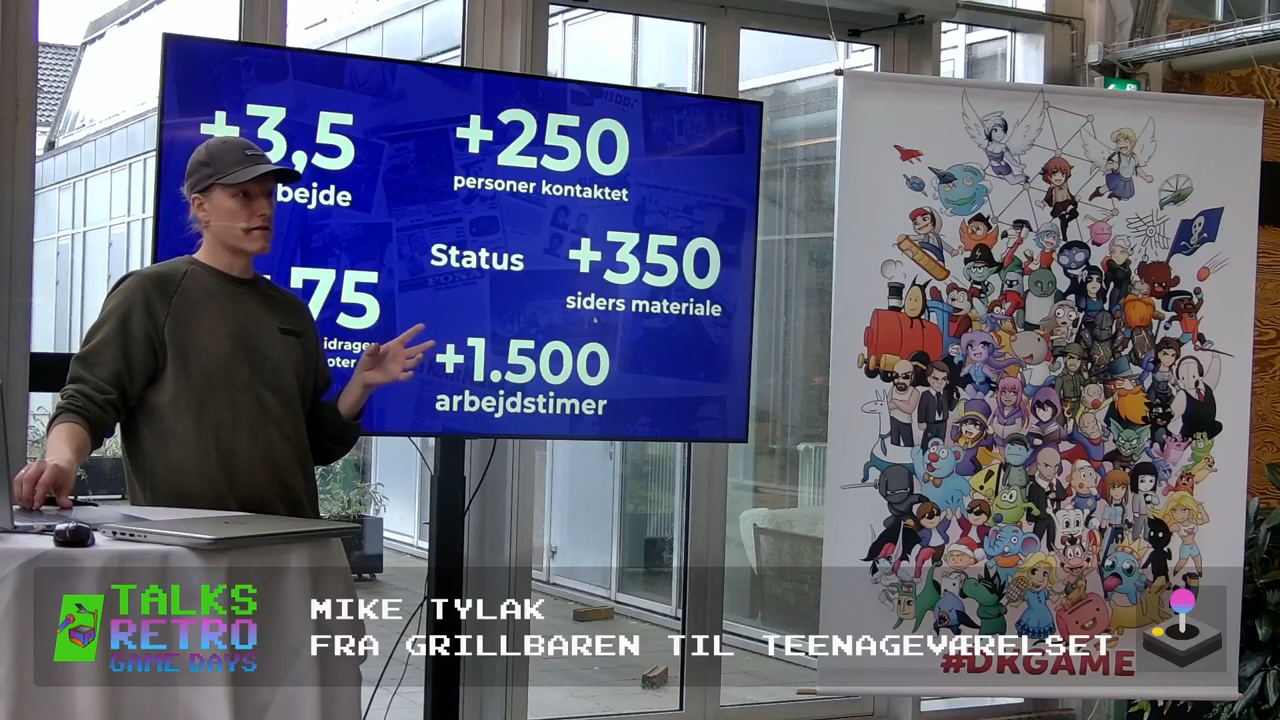 +3,5
bejde
+250
personer kontaktet
Status
+350
siders materiale
75
+1.500
arbejdstimer
TALKS
RETRO
GAME DAYS
MIKE TYLAK
FRA GRILLBAREN TIL TEENAGEVÆRELSET
#DKGAME